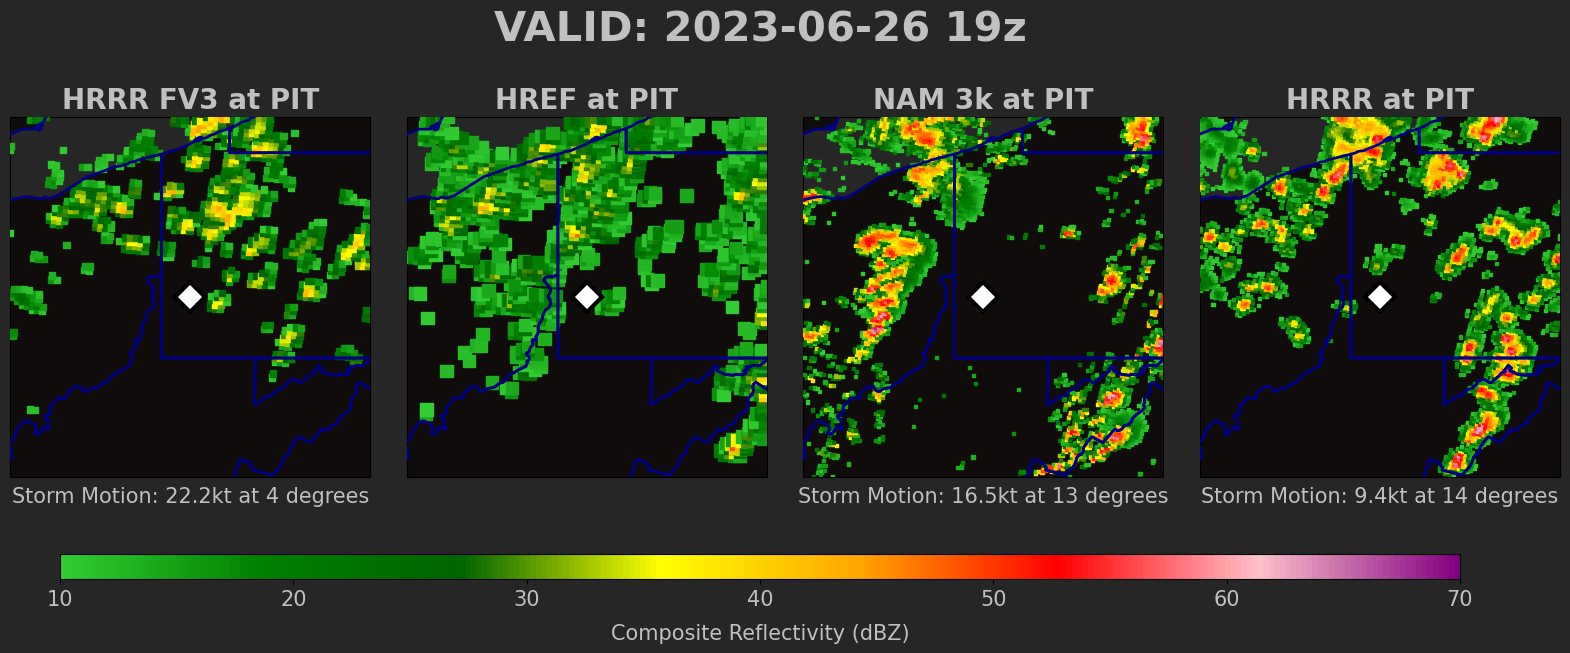 VALID: 2023-06-26 19z
HRRR FV3 at PIT
HREF at PIT
NAM 3k at PIT
HRRR at PIT
Storm Motion: 22.2kt at 4 degrees
Storm Motion: 16.5kt at 13 degrees
Storm Motion: 9.4kt at 14 degrees
10 20 30 40 50 60 70
Composite Reflectivity (dBZ)